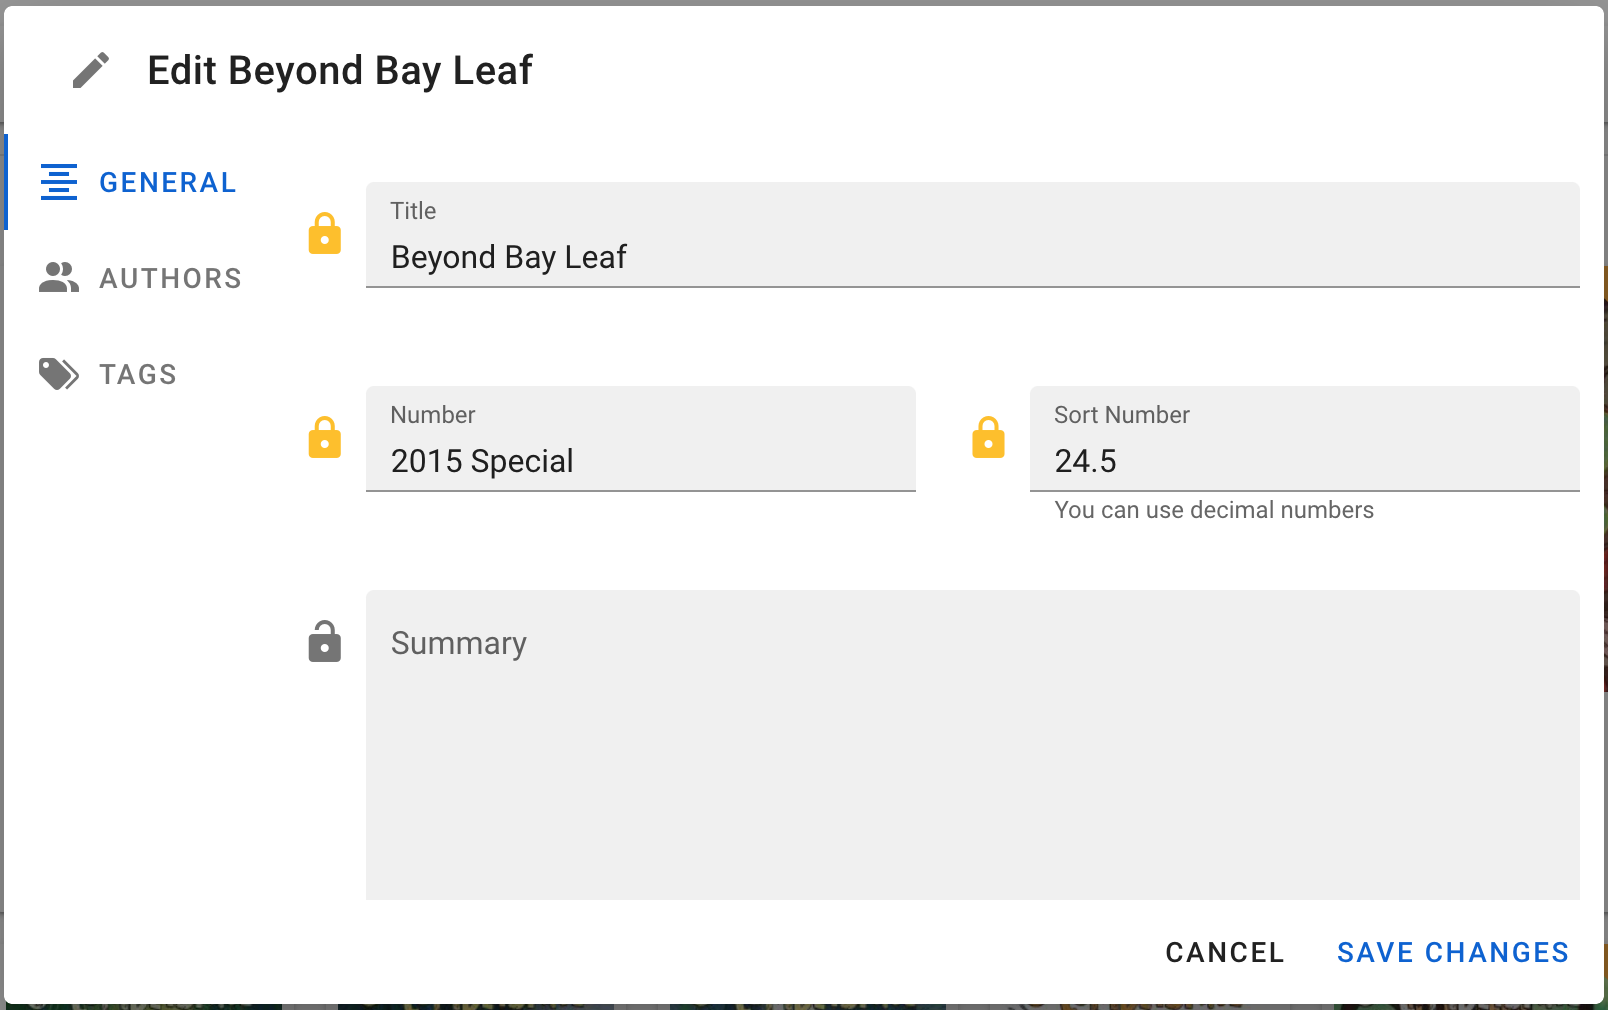 Edit Beyond Bay Leaf
GENERAL
AUTHORS
TAGS
Title
Beyond Bay Leaf
Number
2015 Special
Sort Number
24.5
You can use decimal numbers
Summary
CANCEL
SAVE CHANGES